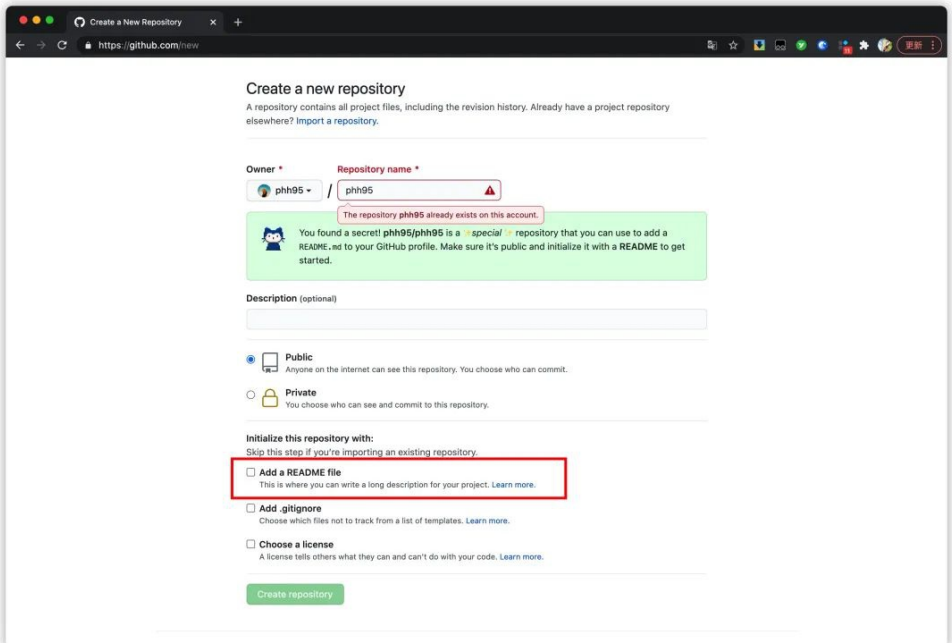 Create a New Repository
https://github.com/new
11
更新
Create a new repository
A repository contains all project files, including the revision history. Already have a project repository
elsewhere? Import a repository.
Owner * Repository name *
phh95 / phh95
The repository phh95 already exists on this account.
You found a secret! phh95/phh95 is a ✨special✨ repository that you can use to add a
README.md to your GitHub profile. Make sure it's public and initialize it with a README to get
started.
Description (optional)
Public
Anyone on the internet can see this repository. You choose who can commit.
Private
You choose who can see and commit to this repository.
Initialize this repository with:
Skip this step if you're importing an existing repository.
Add a README file
This is where you can write a long description for your project. Learn more.
Add .gitignore
Choose which files not to track from a list of templates. Learn more.
Choose a license
A license tells others what they can and can't do with your code. Learn more.
Create repository